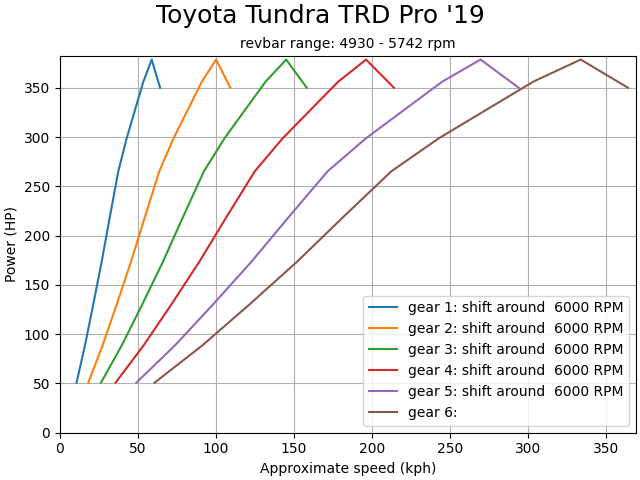 Toyota Tundra TRD Pro '19
revbar range: 4930 - 5742 rpm
350
300
250
200
150
100
50
0
Power (HP)
gear 1: shift around  6000 RPM
gear 2: shift around  6000 RPM
gear 3: shift around  6000 RPM
gear 4: shift around  6000 RPM
gear 5: shift around  6000 RPM
gear 6:
0 50 100 150 200 250 300 350
Approximate speed (kph)